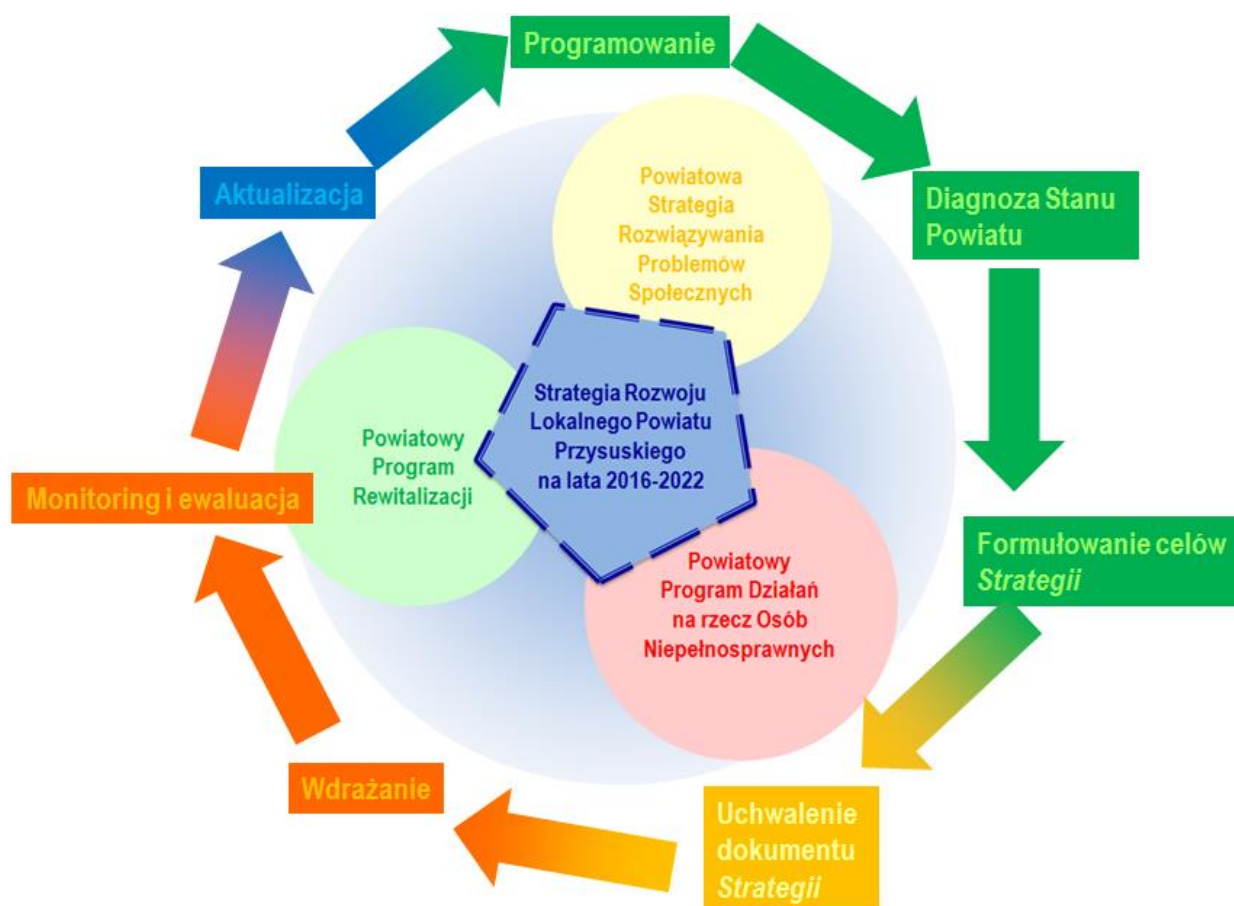 Programowanie
Diagnoza Stanu
Powiatu
Formułowanie celów
Strategii
Uchwalenie
dokumentu
Strategii
Wdrażanie
Monitoring i ewaluacja
Aktualizacja
Powiatowa
Strategia
Rozwiązywania
Problemów
Społecznych
Strategia Rozwoju
Lokalnego Powiatu
Przysuskiego
na lata 2016-2022
Powiatowy
Program
Rewitalizacji
Powiatowy
Program Działań
na rzecz Osób
Niepełnosprawnych